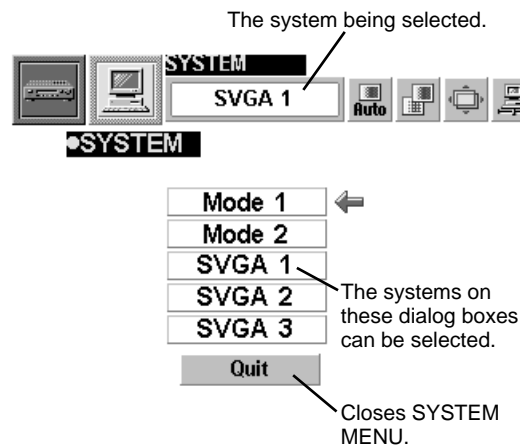 The system being selected.
SYSTEM
SVGA 1
Auto
●SYSTEM
Mode 1
Mode 2
SVGA 1
SVGA 2
SVGA 3
The systems on
these dialog boxes
can be selected.
Quit
Closes SYSTEM
MENU.